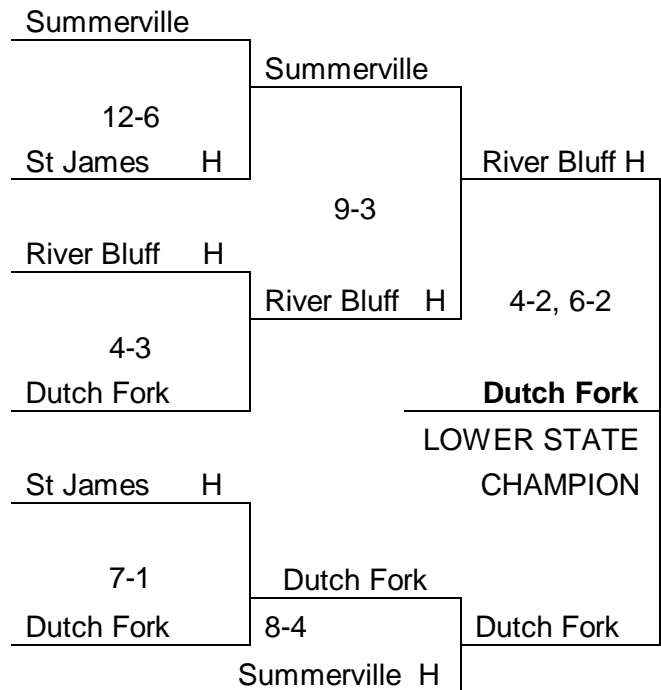 Summerville
Summerville
12-6
St James H
River Bluff H
9-3
River Bluff H
River Bluff H
4-2, 6-2
4-3
Dutch Fork
Dutch Fork
LOWER STATE
St James H
CHAMPION
7-1
Dutch Fork
Dutch Fork
8-4
Dutch Fork
Summerville H